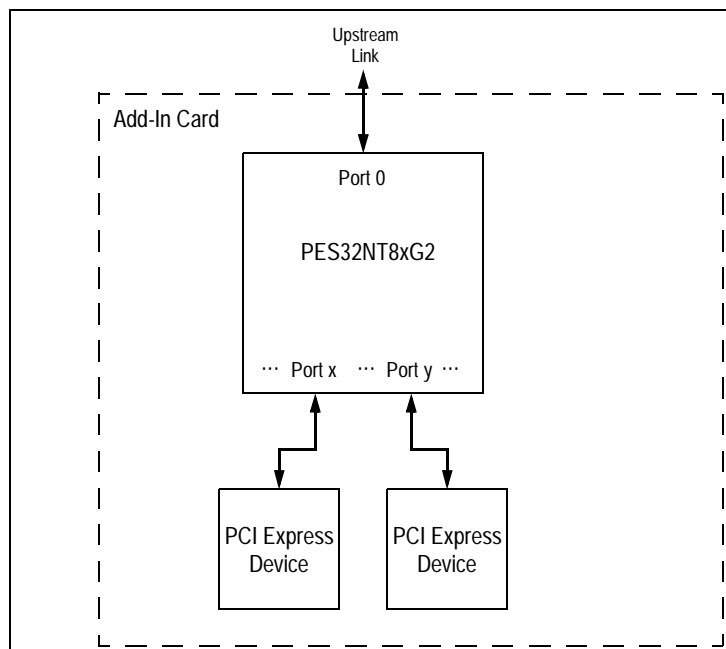 Upstream
Link
Add-In Card
Port 0
PES32NT8xG2
··· Port x ··· Port y ···
PCI Express
Device
PCI Express
Device